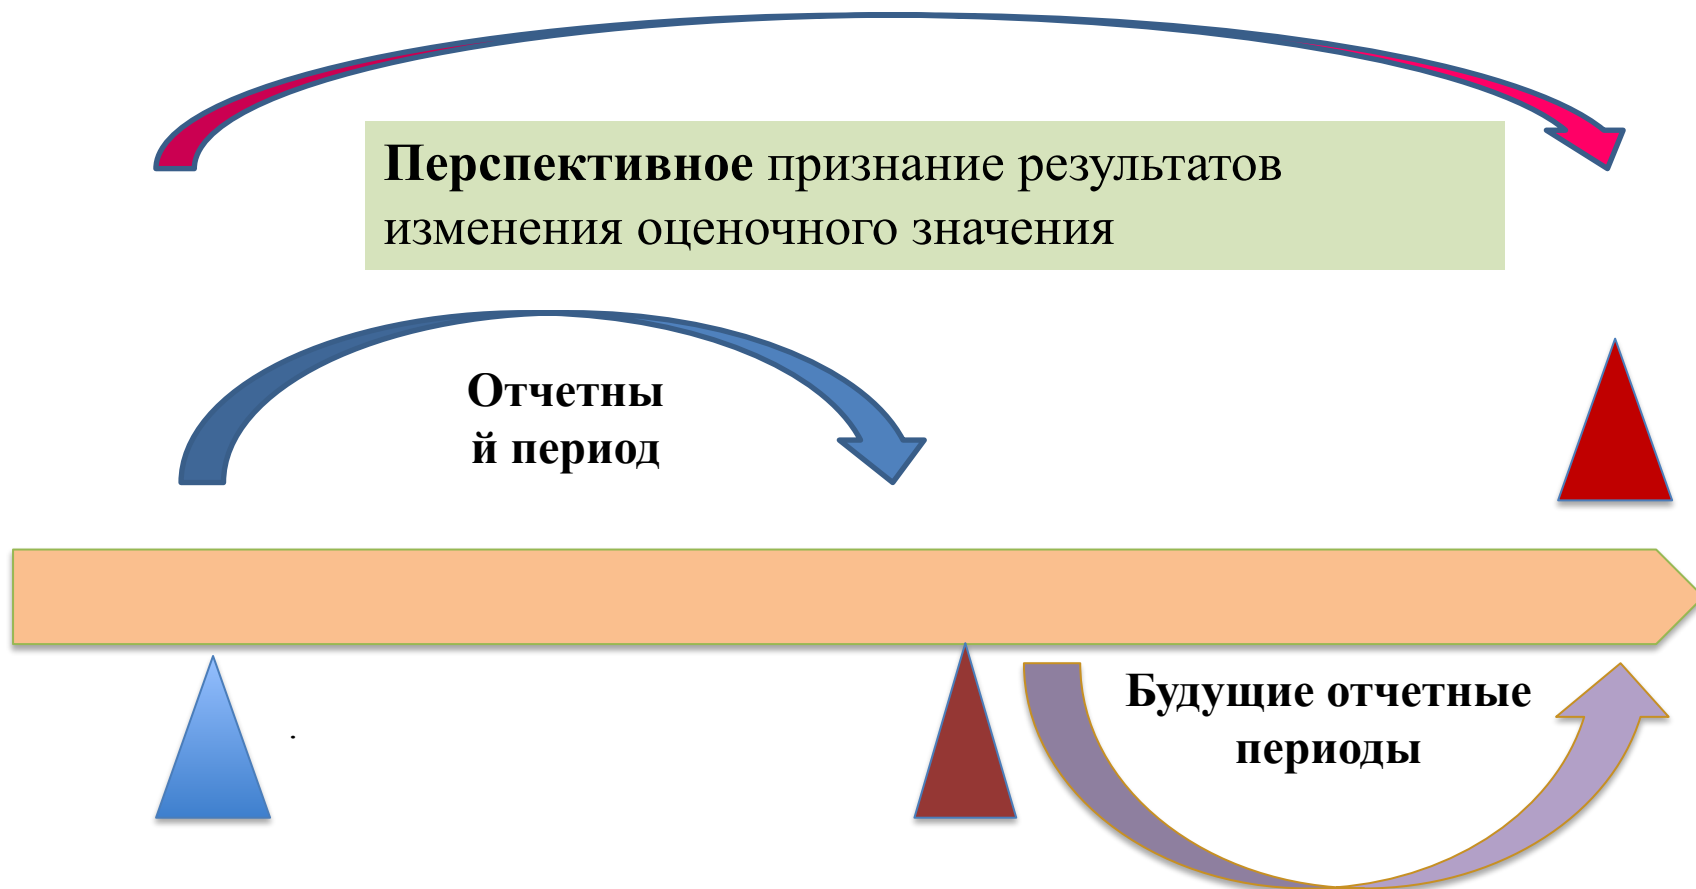 Перспективное признание результатов
изменения оценочного значения
Отчетны
й период
.
Будущие отчетные
периоды